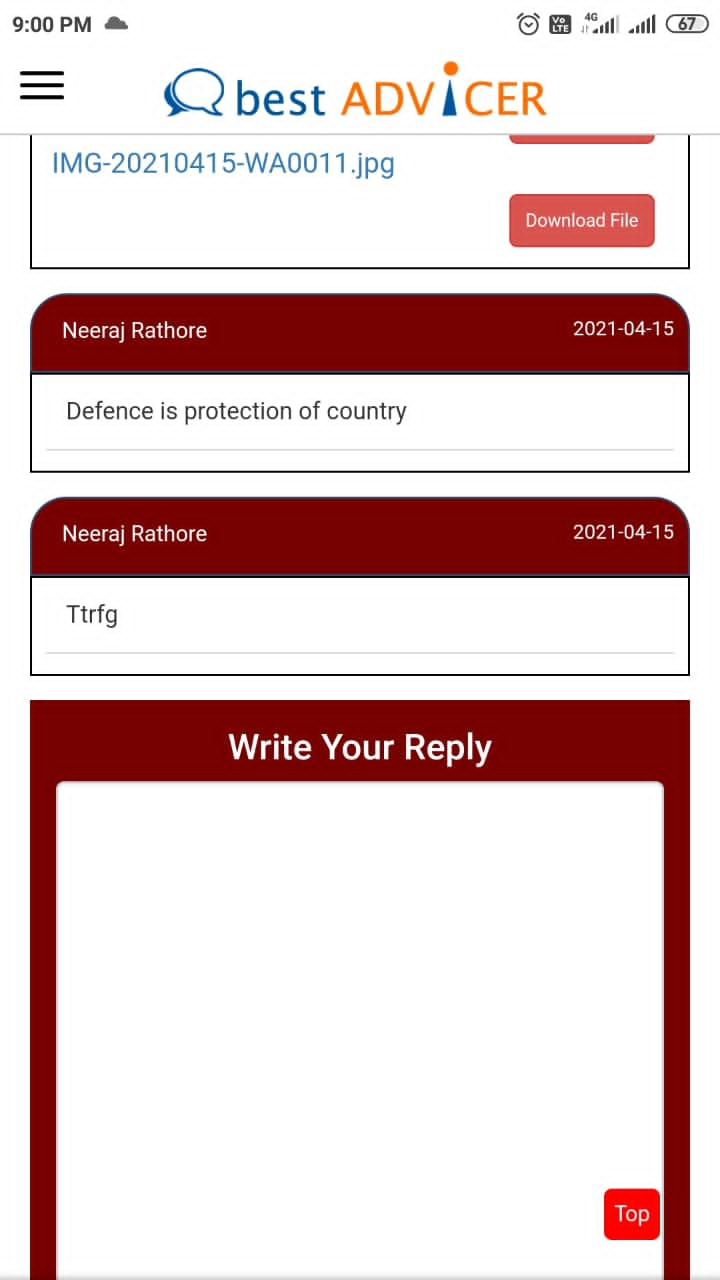 9:00 PM
Vo LTE 4G 67
best ADViCER
IMG-20210415-WA0011.jpg
Download File
Neeraj Rathore 2021-04-15
Defence is protection of country
Neeraj Rathore 2021-04-15
Ttrfg
Write Your Reply
Top